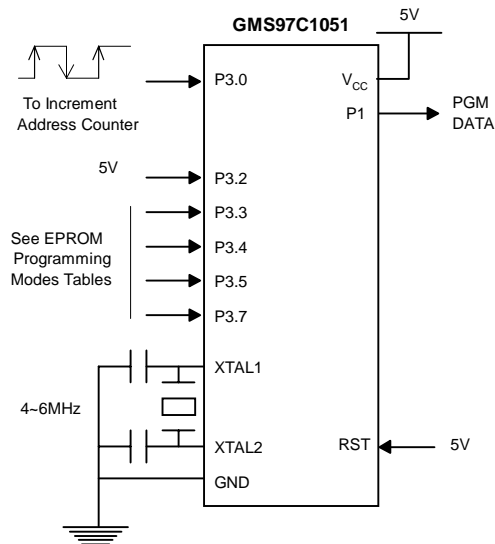 GMS97C1051
5V
To Increment
Address Counter
P3.0
VCC
P1
PGM
DATA
5V
P3.2
P3.3
See EPROM
Programming
Modes Tables
P3.4
P3.5
P3.7
XTAL1
4~6MHz
XTAL2
RST
5V
GND